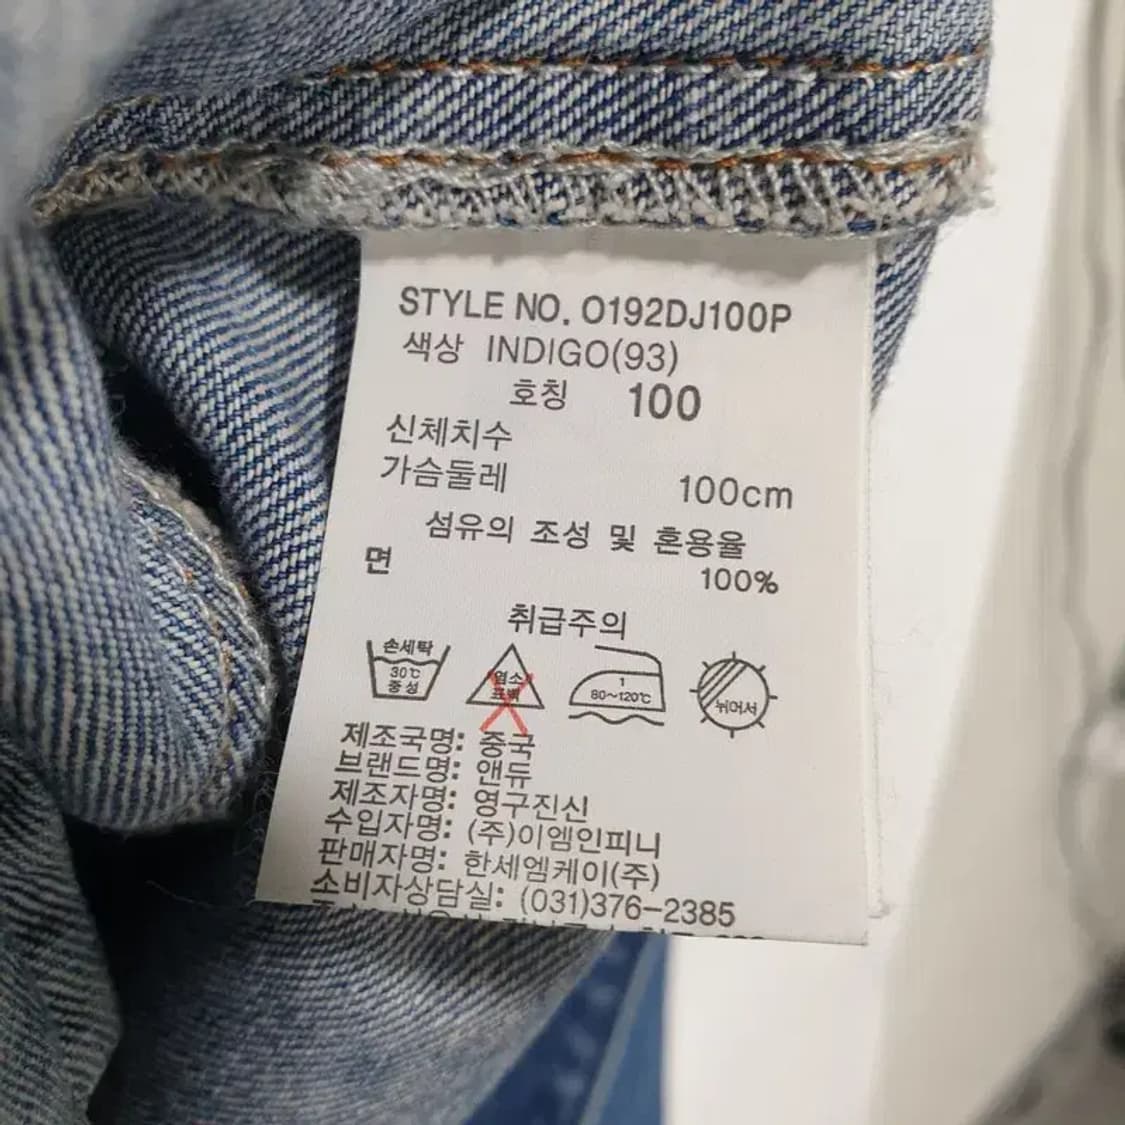 STYLE NO. O192DJ100P
색상 INDIGO(93)
호칭 100
신체치수
가슴둘레 100cm
섬유의 조성 및 혼용율
면 100%
취급주의
손세탁
30℃
중성
염소
표백
1
80~120℃
뉘어서
제조국명: 중국
브랜드명: 앤듀
제조자명: 영구진신
수입자명: (주)이엠인피니
판매자명: 한세엠케이(주)
소비자상담실: (031)376-2385